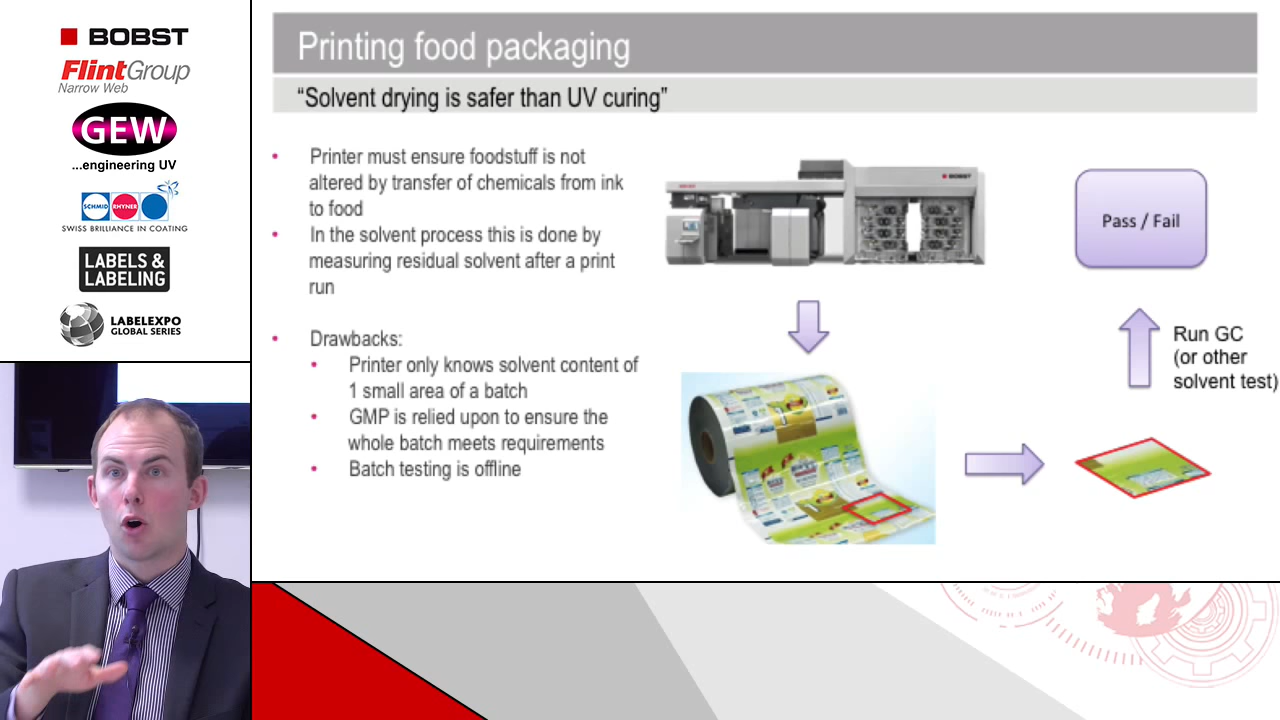 BOBST
FlintGroup
Narrow Web
GEW
...engineering UV
SCHMID RHYNER
SWISS BRILLIANCE IN COATING
LABELS &
LABELING
LABELEXPO
GLOBAL SERIES
Printing food packaging
“Solvent drying is safer than UV curing”
• Printer must ensure foodstuff is not
altered by transfer of chemicals from ink
to food
• In the solvent process this is done by
measuring residual solvent after a print
run
• Drawbacks:
• Printer only knows solvent content of
1 small area of a batch
• GMP is relied upon to ensure the
whole batch meets requirements
• Batch testing is offline
BOBST
Pass / Fail
Run GC
(or other
solvent test)